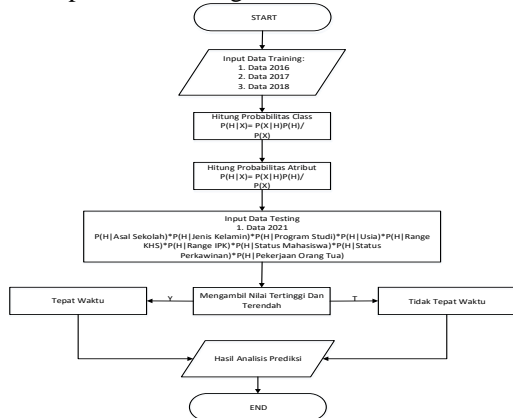 START
Input Data Training:
1. Data 2016
2. Data 2017
3. Data 2018
Hitung Probabilitas Class
P(H|X)= P(X|H)P(H)/
P(X)
Hitung Probabilitas Atribut
P(H|X)= P(X|H)P(H)/
P(X)
Input Data Testing
1. Data 2021
P(H|Asal Sekolah)*P(H|Jenis Kelamin)*P(H|Program Studi)*P(H|Usia)*P(H|Range
KHS)*P(H|Range IPK)*P(H|Status Mahasiswa)*P(H|Status
Perkawinan)*P(H|Pekerjaan Orang Tua)
Tepat Waktu
Y
Mengambil Nilai Tertinggi Dan
Terendah
T
Tidak Tepat Waktu
Hasil Analisis Prediksi
END